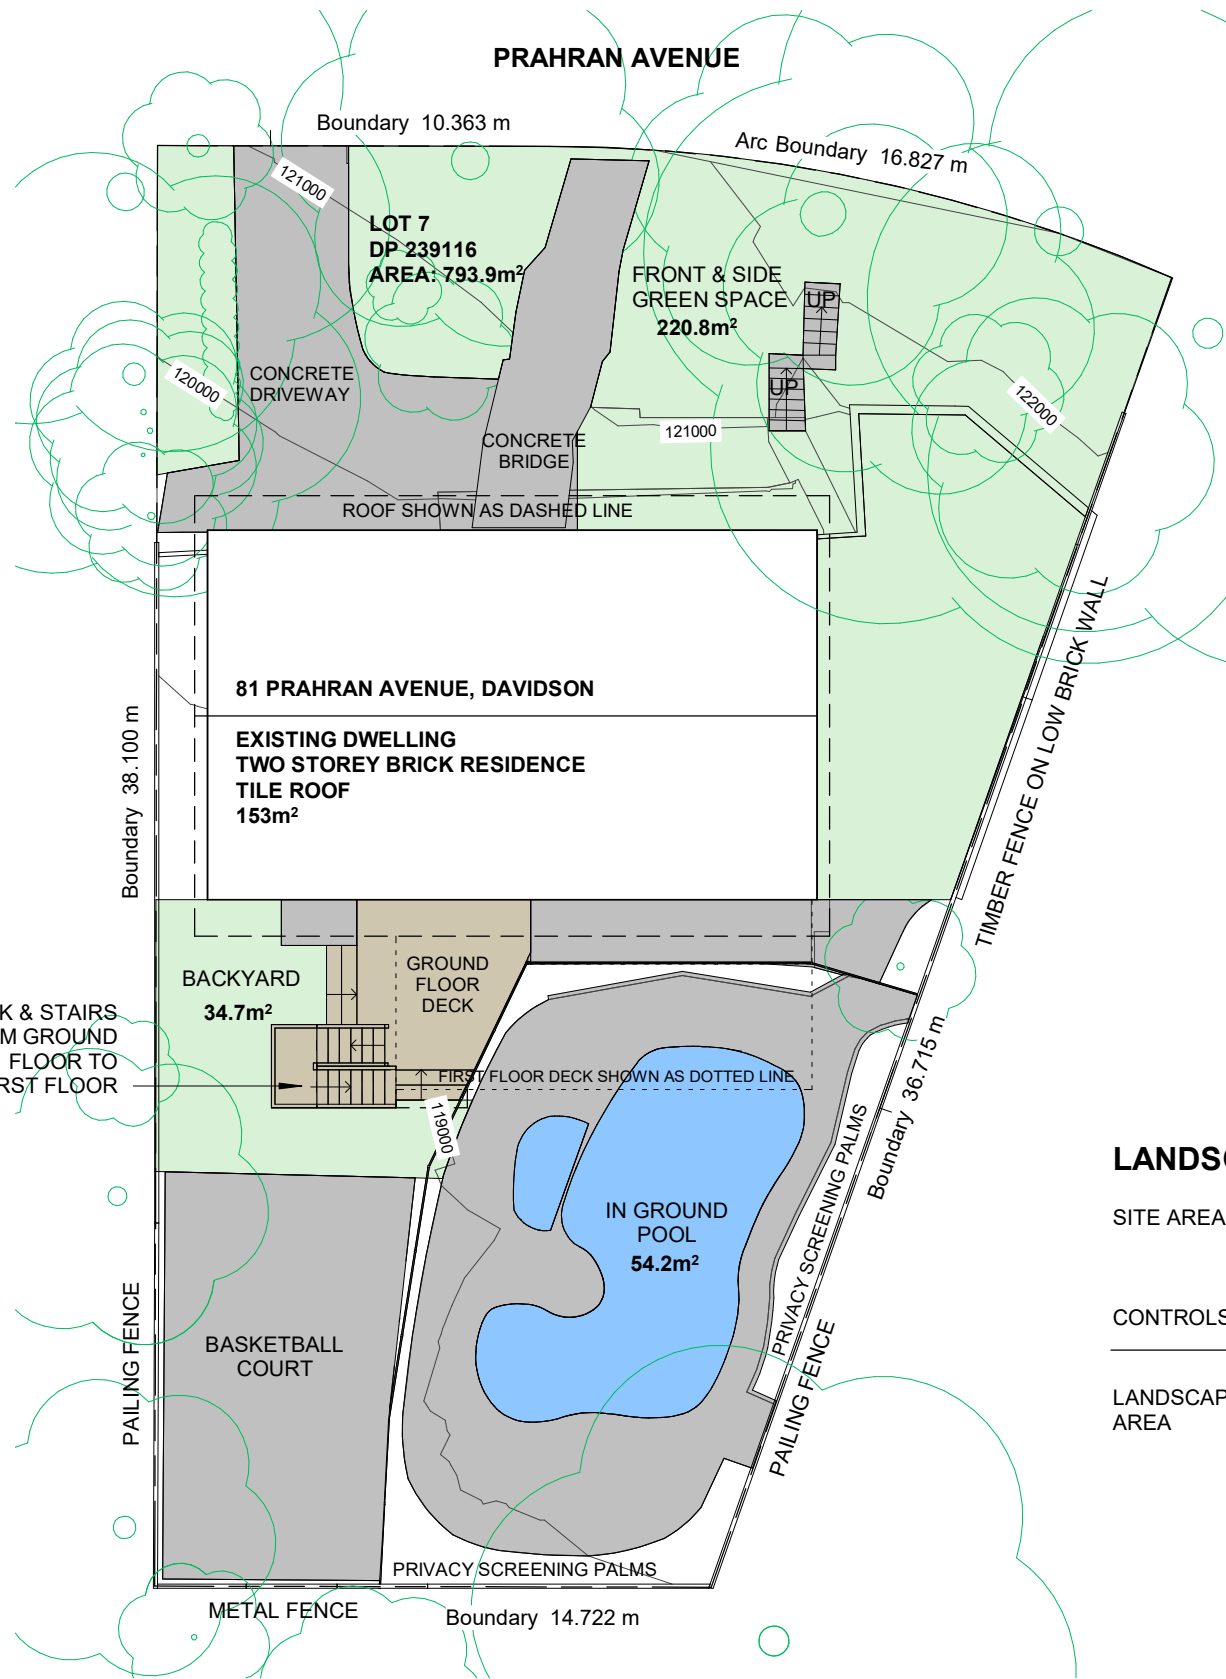 PRAHRAN AVENUE
Boundary 10.363 m
Arc Boundary 16.827 m
121000
LOT 7
DP 239116
AREA: 793.9m²
FRONT & SIDE
GREEN SPACE
220.8m²
UP
UP
120000
CONCRETE
DRIVEWAY
122000
121000
CONCRETE
BRIDGE
ROOF SHOWN AS DASHED LINE
81 PRAHRAN AVENUE, DAVIDSON
EXISTING DWELLING
TWO STOREY BRICK RESIDENCE
TILE ROOF
153m²
Boundary 38.100 m
TIMBER FENCE ON LOW BRICK WALL
BACKYARD
34.7m²
GROUND
FLOOR
DECK
K & STAIRS
M GROUND
FLOOR TO
RST FLOOR
FIRST FLOOR DECK SHOWN AS DOTTED LINE
119000
Boundary 36.715 m
PRIVACY SCREENING PALMS
IN GROUND
POOL
54.2m²
LANDS
SITE AREA
CONTROLS
LANDSCAP
AREA
BASKETBALL
COURT
PAILING FENCE
PAILING FENCE
PRIVACY SCREENING PALMS
METAL FENCE
Boundary 14.722 m